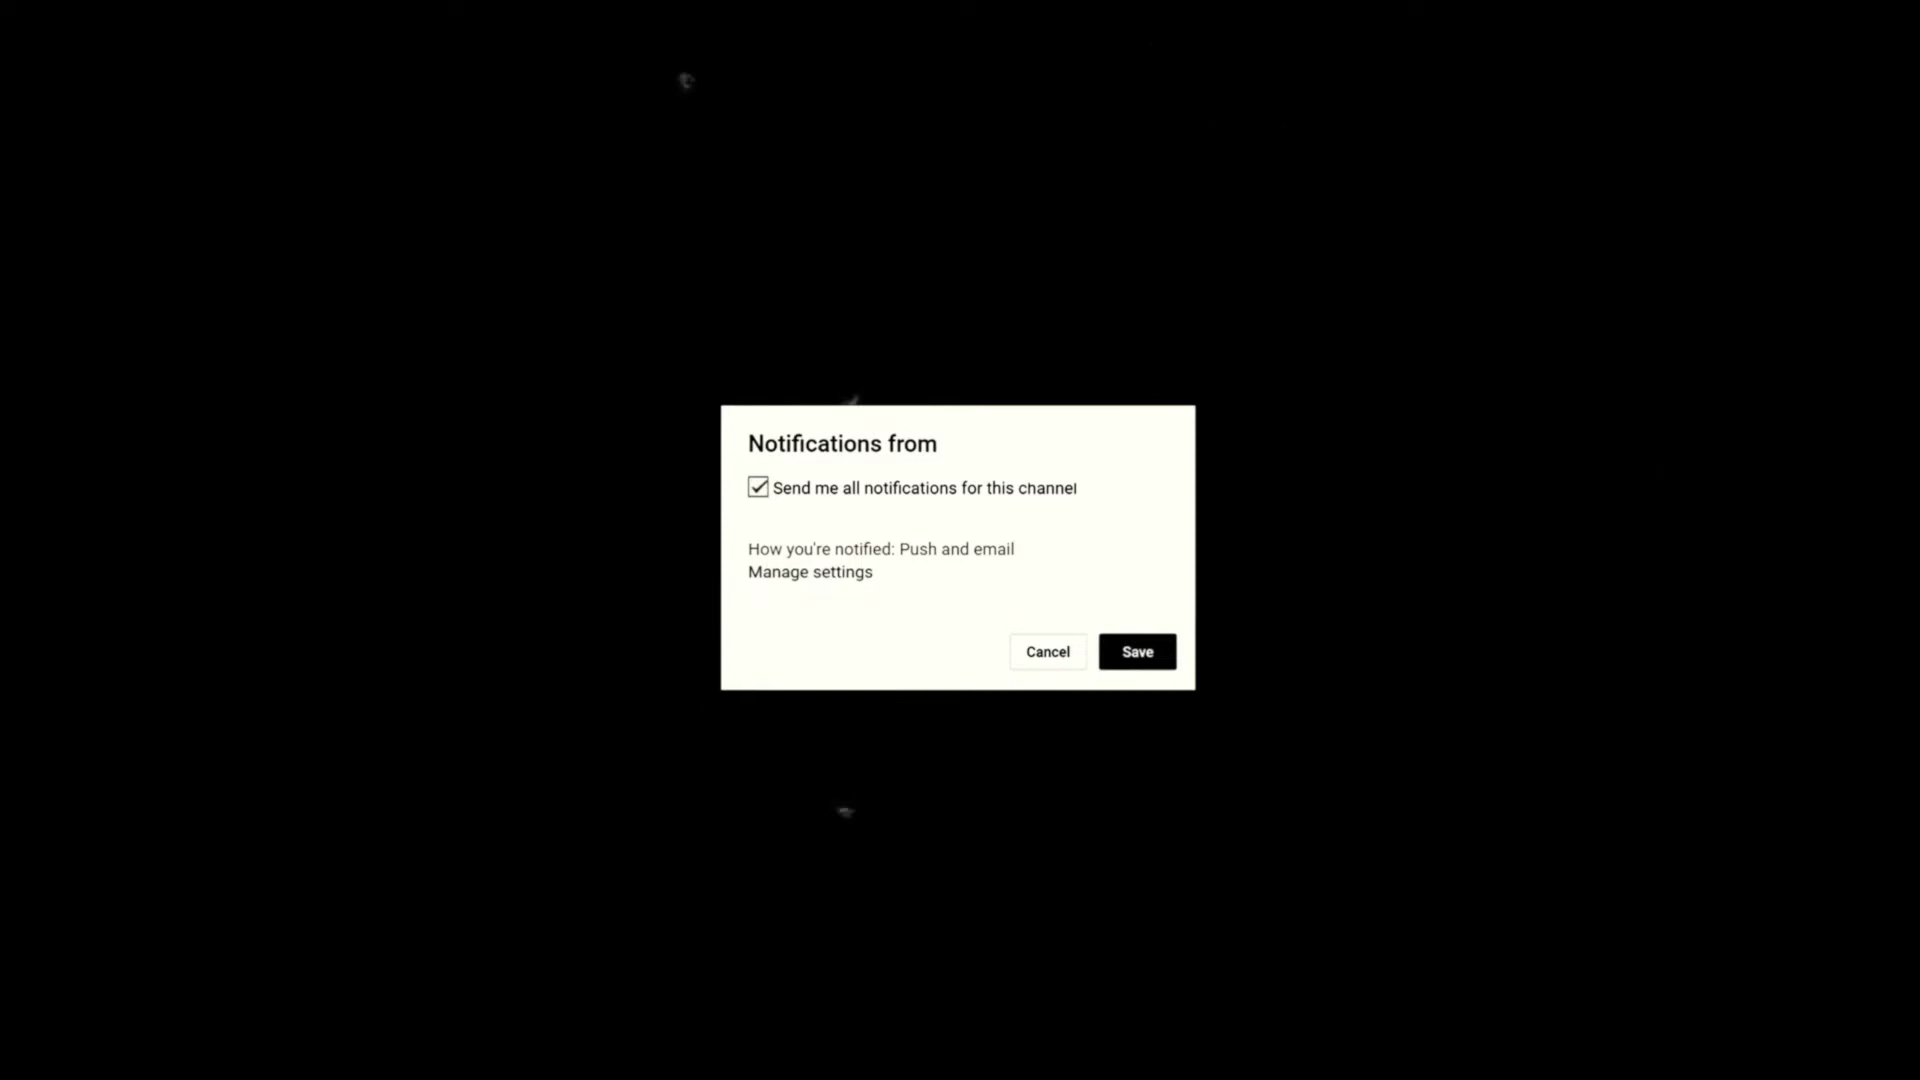 Notifications from
Send me all notifications for this channel
How you're notified: Push and email
Manage settings
Cancel
Save